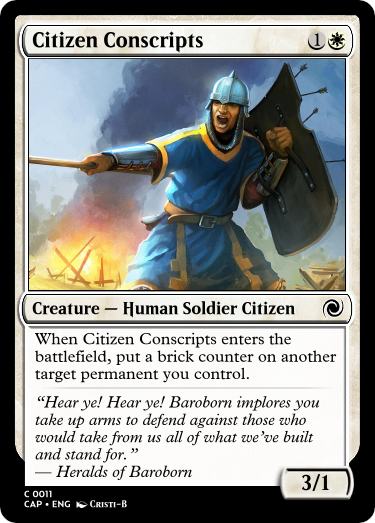 Citizen Conscripts 1
Creature — Human Soldier Citizen
When Citizen Conscripts enters the
battlefield, put a brick counter on another
target permanent you control.
“Hear ye! Hear ye! Baroborn implores you
take up arms to defend against those who
would take from us all of what we’ve built
and stand for.”
— Heralds of Baroborn
3/1
C 0011
CAP • ENG Cristi-B